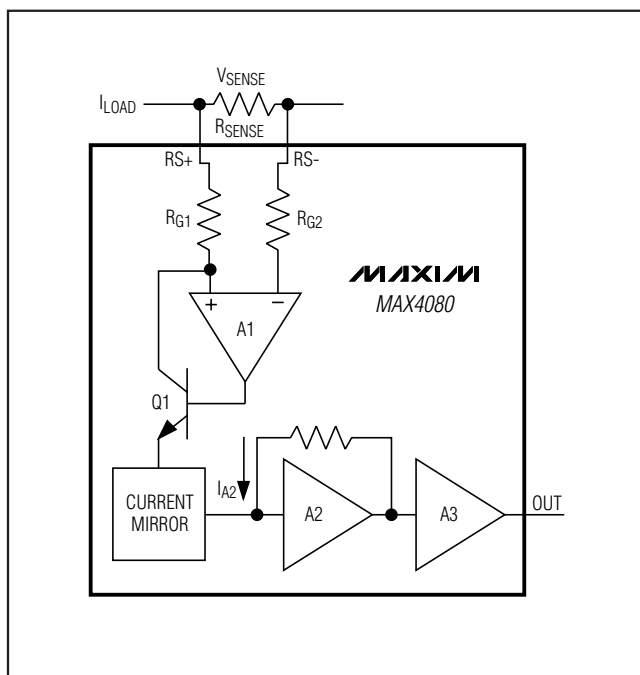 VSENSE
ILOAD
RSENSE
RS+ RS-
RG1 RG2
MAXIM
MAX4080
+ −
A1
Q1
IA2
CURRENT
MIRROR
A2 A3 OUT